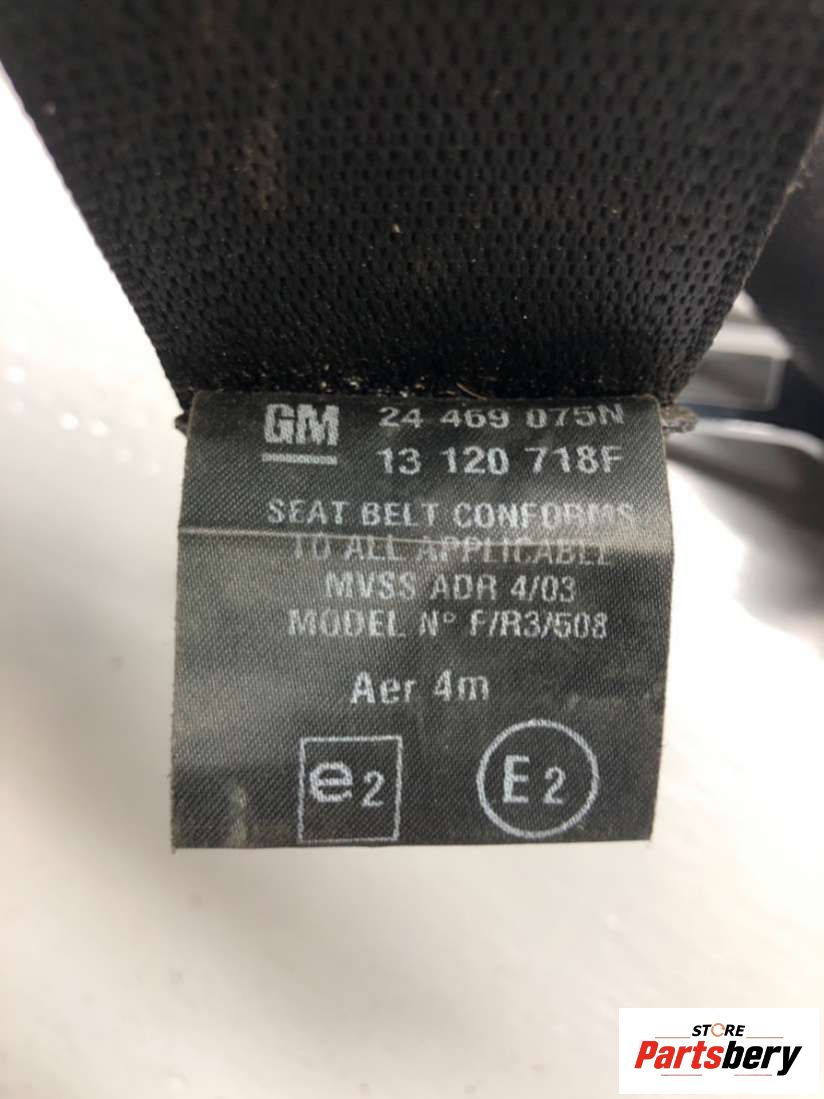 GM 24 469 075N
13 120 718F
SEAT BELT CONFORMS
TO ALL APPLICABLE
MVSS ADR 4/03
MODEL N° F/R3/508
Aer 4m
e2 E2
STORE
Partsbery